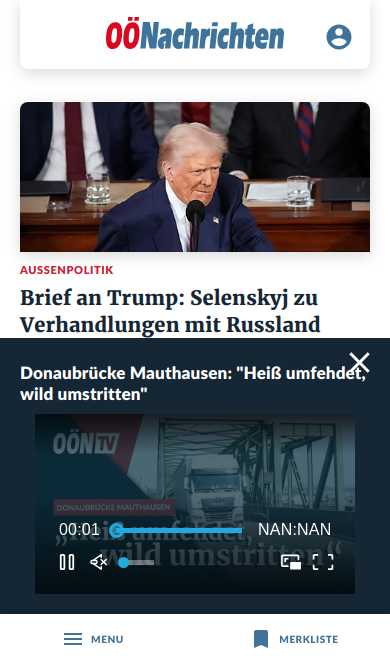 OÖNachrichten
AUSSENPOLITIK
Brief an Trump: Selenskyj zu
Verhandlungen mit Russland
Donaubrücke Mauthausen: "Heiß umfehdet,
wild umstritten"
OÖN TV
DONAUBRÜCKE MAUTHAUSEN
00:01
NAN:NAN
„Heiß umfehdet,
wild umstritten“
MENU
MERKLISTE